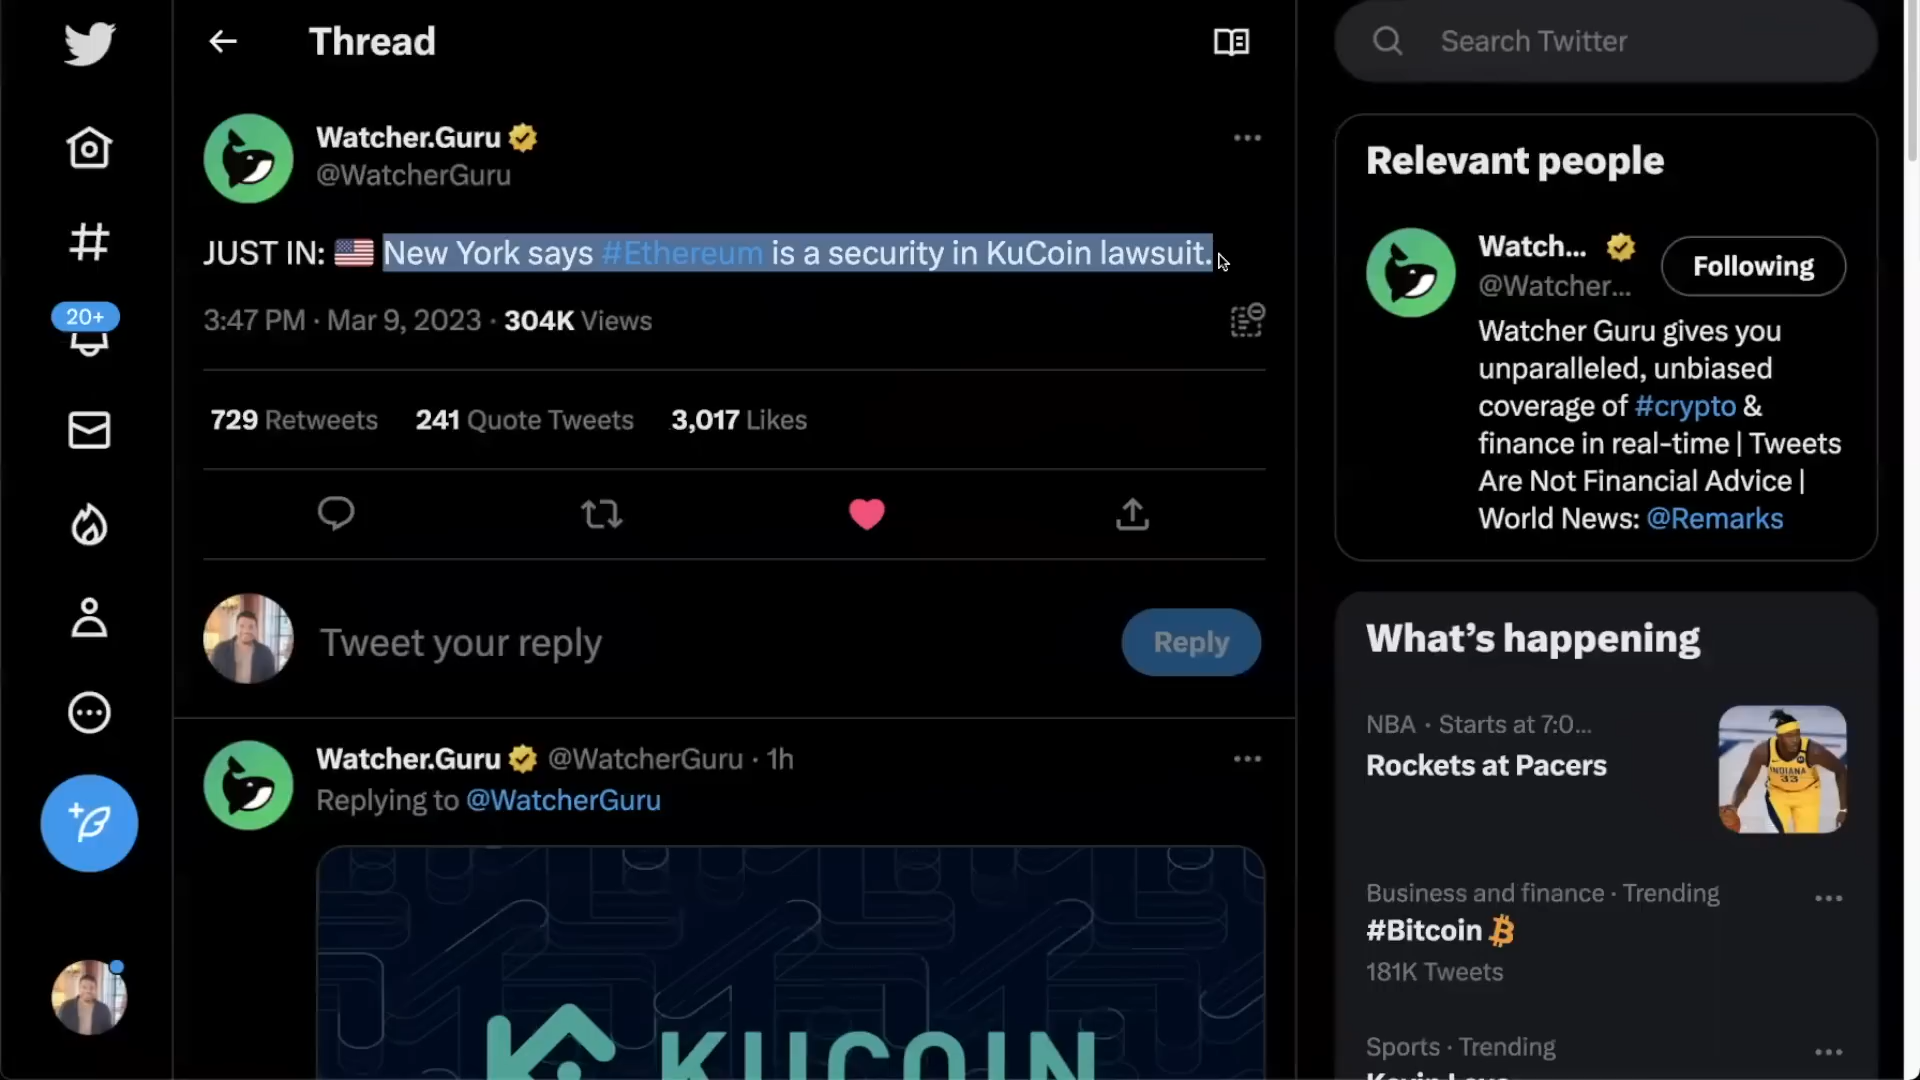 Thread
Search Twitter
Watcher.Guru
@WatcherGuru
JUST IN: 🇺🇸 New York says #Ethereum is a security in KuCoin lawsuit.
3:47 PM · Mar 9, 2023 · 304K Views
729 Retweets 241 Quote Tweets 3,017 Likes
Tweet your reply
Reply
Watcher.Guru @WatcherGuru · 1h
Replying to @WatcherGuru
KUCOIN
20+
Relevant people
Watch...
@Watcher...
Following
Watcher Guru gives you
unparalleled, unbiased
coverage of #crypto &
finance in real-time | Tweets
Are Not Financial Advice |
World News: @Remarks
What's happening
NBA · Starts at 7:0...
Rockets at Pacers
INDIANA
33
Business and finance · Trending
#Bitcoin
181K Tweets
Sports · Trending
Kevin Love